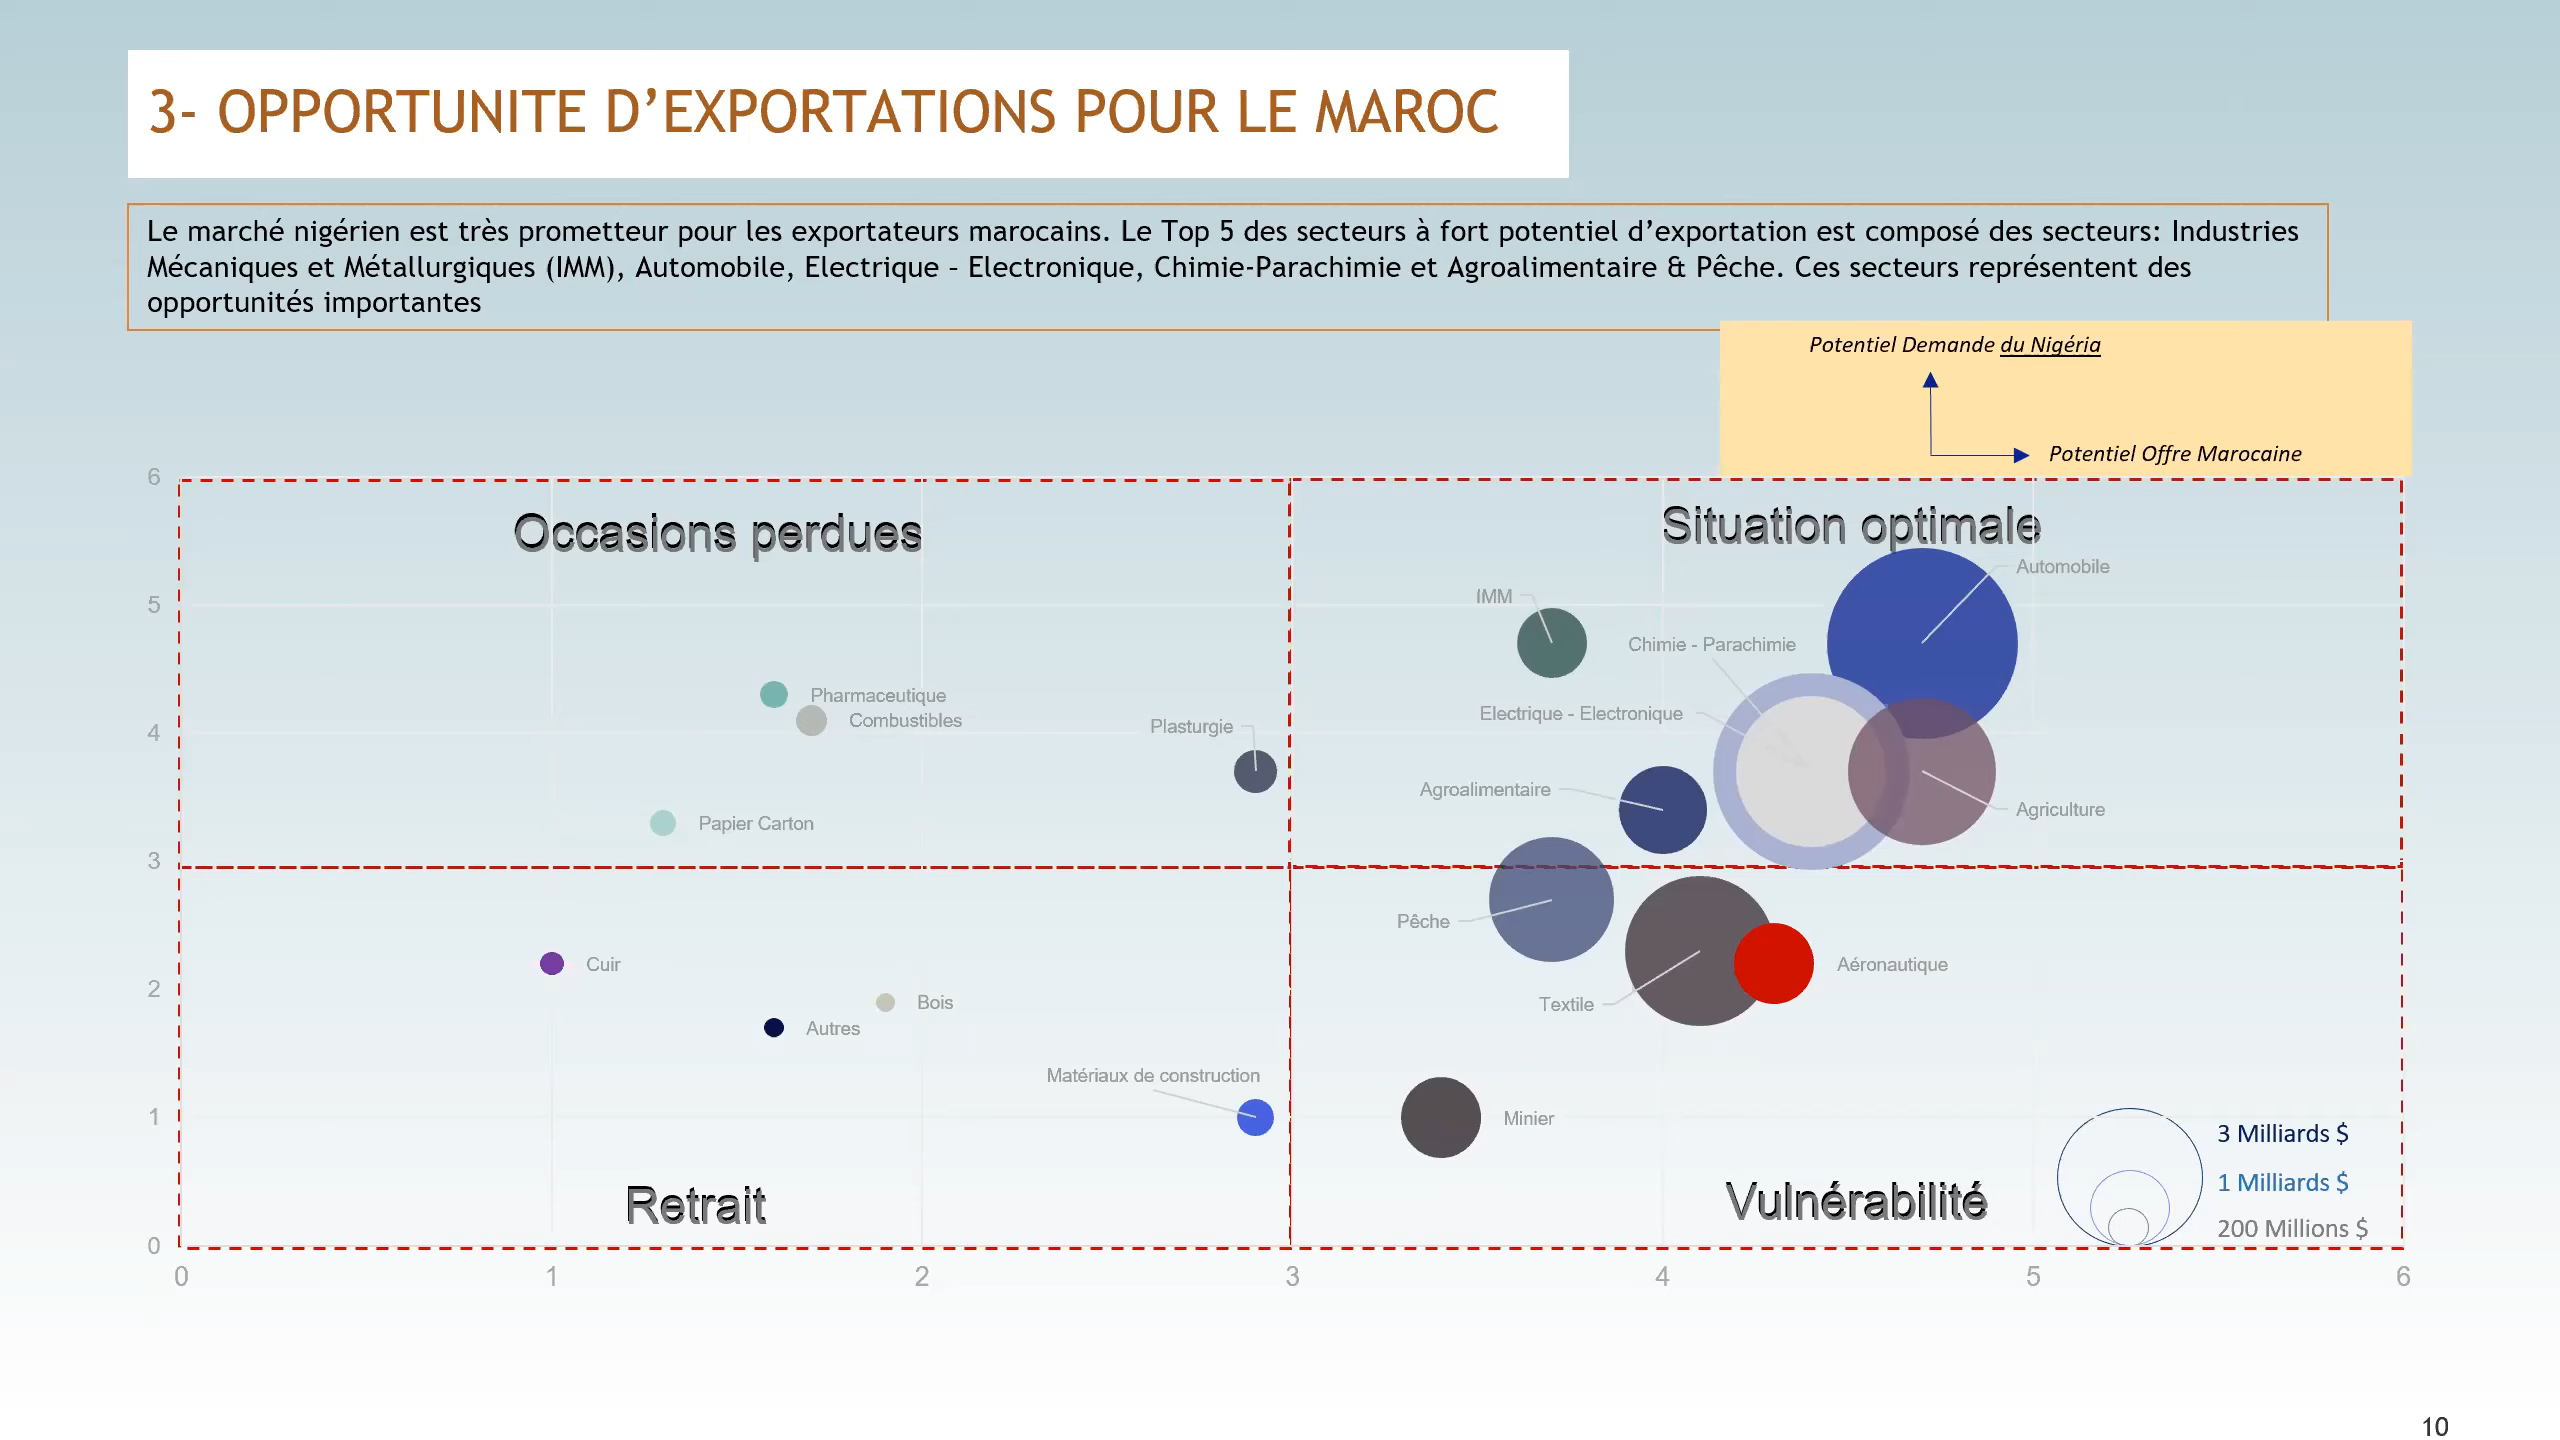 3- OPPORTUNITE D’EXPORTATIONS POUR LE MAROC
Le marché nigérien est très prometteur pour les exportateurs marocains. Le Top 5 des secteurs à fort potentiel d’exportation est composé des secteurs: Industries
Mécaniques et Métallurgiques (IMM), Automobile, Electrique – Electronique, Chimie-Parachimie et Agroalimentaire & Pêche. Ces secteurs représentent des
opportunités importantes
Potentiel Demande du Nigéria
Potentiel Offre Marocaine
6
Occasions perdues
Situation optimale
Automobile
IMM
5
Chimie - Parachimie
Pharmaceutique
Electrique - Electronique
Combustibles
Plasturgie
4
Agroalimentaire
Agriculture
Papier Carton
3
Pêche
Cuir
Aéronautique
2
Bois
Textile
Autres
Matériaux de construction
1
Minier
3 Milliards $
1 Milliards $
Retrait
Vulnérabilité
200 Millions $
0
0 1 2 3 4 5 6
10